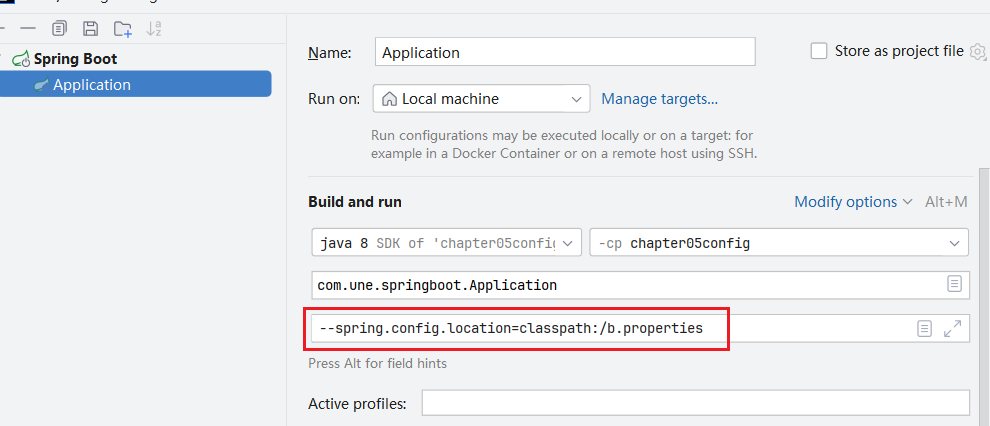 Spring Boot
Application
Name:
Application
Store as project file
Run on:
Local machine
Manage targets...
Run configurations may be executed locally or on a target: for
example in a Docker Container or on a remote host using SSH.
Build and run
Modify options
Alt+M
java 8 SDK of 'chapter05config
-cp chapter05config
com.une.springboot.Application
--spring.config.location=classpath:/b.properties
Press Alt for field hints
Active profiles: